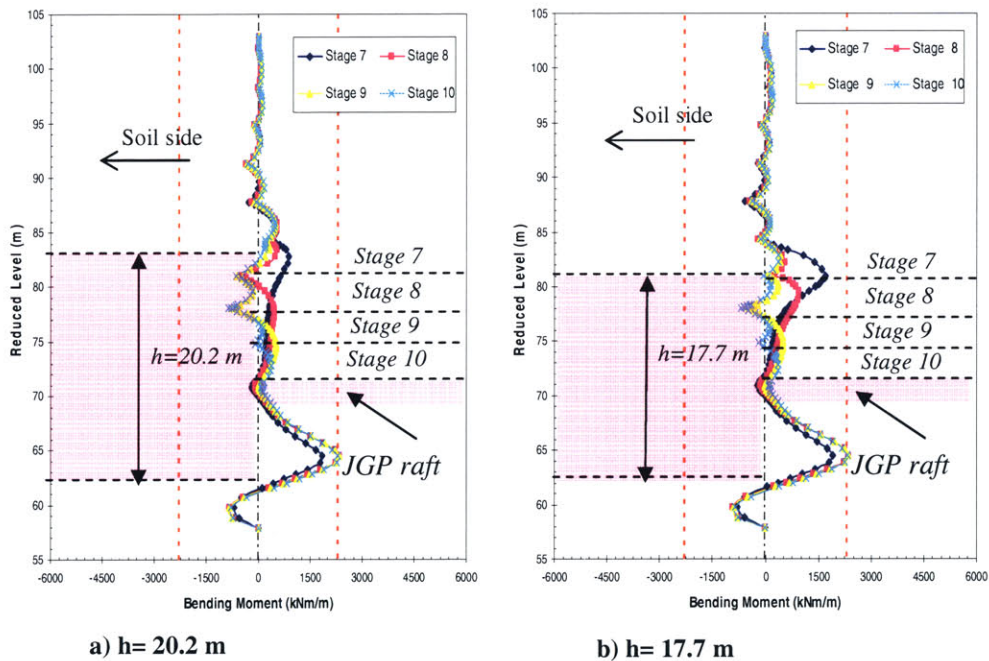 105
100
95
90
85
80
75
70
65
60
55
Reduced Level (m)
Stage 7
Stage 8
Stage 9
Stage 10
Soil side
Stage 7
Stage 8
Stage 9
Stage 10
h=20.2 m
JGP raft
-6000 -4500 -3000 -1500 0 1500 3000 4500 6000
Bending Moment (kNm/m)
a) h= 20.2 m
105
100
95
90
85
80
75
70
65
60
55
Reduced Level (m)
Stage 7
Stage 8
Stage 9
Stage 10
Soil side
Stage 7
Stage 8
Stage 9
Stage 10
h=17.7 m
JGP raft
-6000 -4500 -3000 -1500 0 1500 3000 4500 6000
Bending Moment (kNm/m)
b) h= 17.7 m